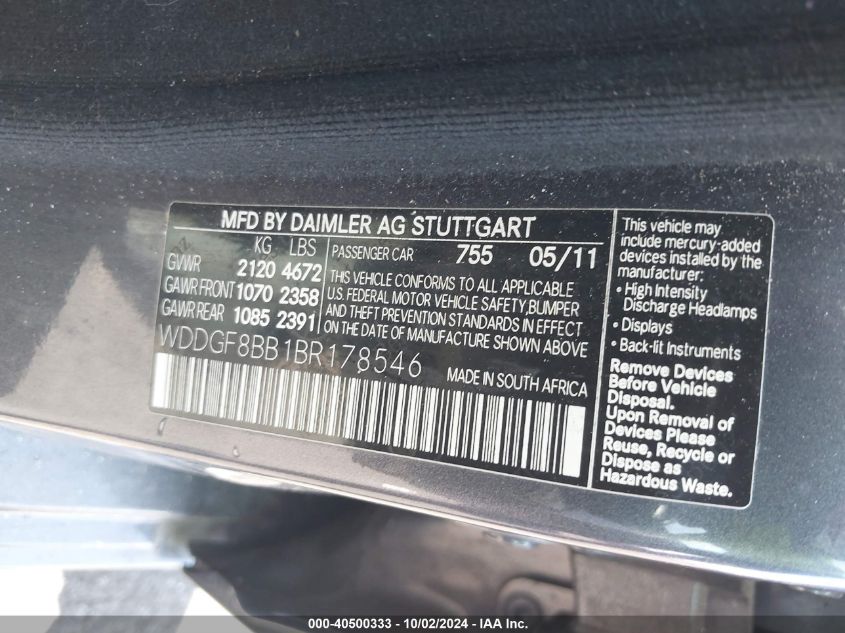 MFD BY DAIMLER AG STUTTGART
KG LBS
GVWR 2120 4672
GAWR FRONT 1070 2358
GAWR REAR 1085 2391
PASSENGER CAR 755 05/11
THIS VEHICLE CONFORMS TO ALL APPLICABLE
U.S. FEDERAL MOTOR VEHICLE SAFETY, BUMPER
AND THEFT PREVENTION STANDARDS IN EFFECT
ON THE DATE OF MANUFACTURE SHOWN ABOVE
WDDGF8BB1BR178546
MADE IN SOUTH AFRICA
This vehicle may
include mercury-added
devices installed by the
manufacturer:
• High Intensity
Discharge Headlamps
• Displays
• Back-lit Instruments
Remove Devices
Before Vehicle
Disposal.
Upon Removal of
Devices Please
Reuse, Recycle or
Dispose as
Hazardous Waste.
000-40500333 - 10/02/2024 - IAA Inc.